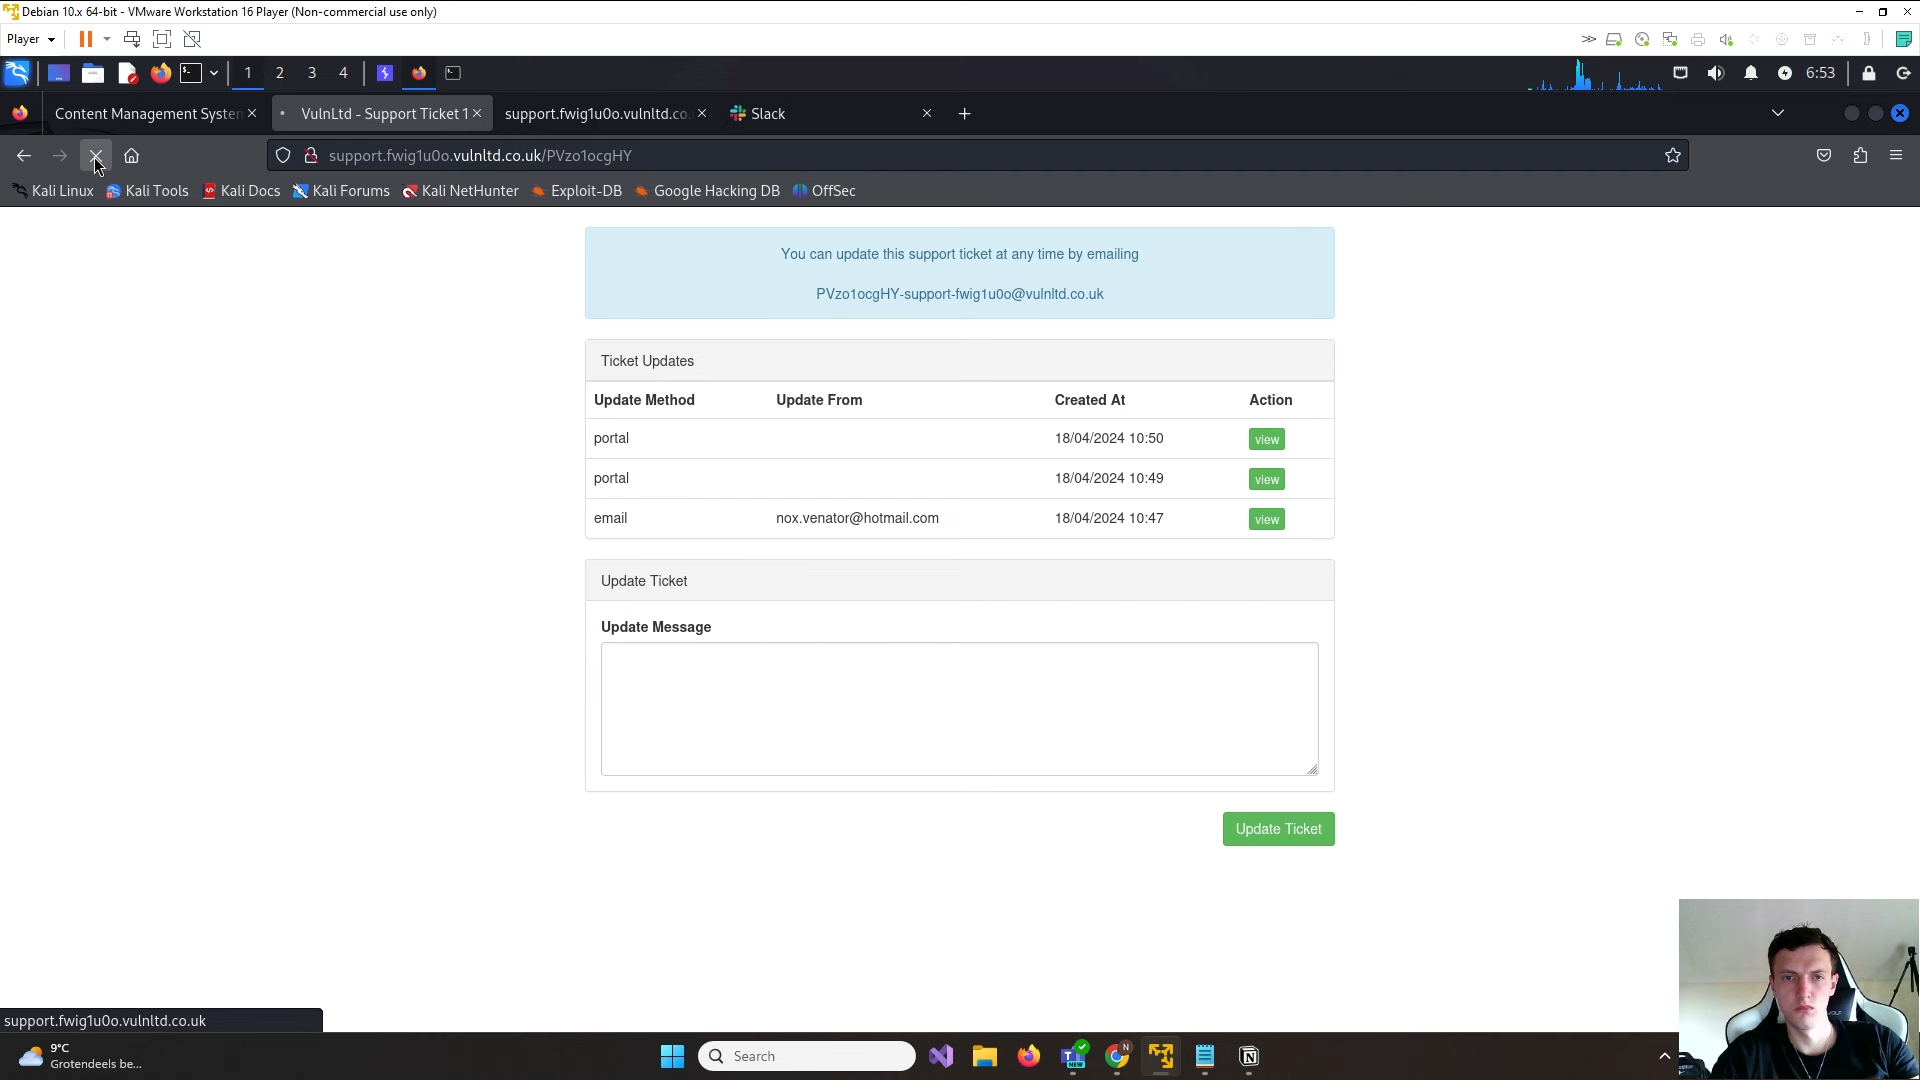 Debian 10.x 64-bit - VMware Workstation 16 Player (Non-commercial use only)
Player
1 2 3 4 6:53
Content Management System VulnLtd - Support Ticket 1 support.fwig1u0o.vulnltd.co. Slack
support.fwig1u0o.vulnltd.co.uk/PVzo1ocgHY
Kali Linux Kali Tools Kali Docs Kali Forums Kali NetHunter Exploit-DB Google Hacking DB OffSec
You can update this support ticket at any time by emailing
PVzo1ocgHY-support-fwig1u0o@vulnltd.co.uk
Ticket Updates
Update Method Update From Created At Action
portal 18/04/2024 10:50 view
portal 18/04/2024 10:49 view
email nox.venator@hotmail.com 18/04/2024 10:47 view
Update Ticket
Update Message
Update Ticket
support.fwig1u0o.vulnltd.co.uk
9°C
Grotendeels be...
Search